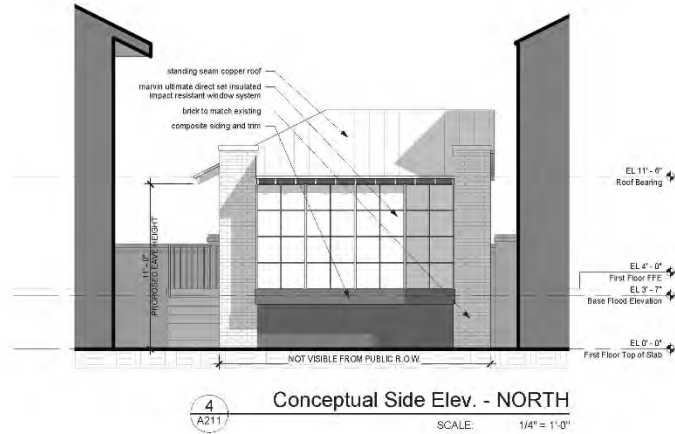 standing seam copper roof
marvin ultimate direct set insulated
impact resistant window system
brick to match existing
composite siding and trim
EL 11' - 6"
Roof Bearing
11' - 0"
PROPOSED EAVE HEIGHT
EL 4' - 0"
First Floor FFE
EL 3' - 7"
Base Flood Elevation
EL 0' - 0"
First Floor Top of Slab
NOT VISIBLE FROM PUBLIC R.O.W
4
A211
Conceptual Side Elev. - NORTH
SCALE: 1/4" = 1'-0"